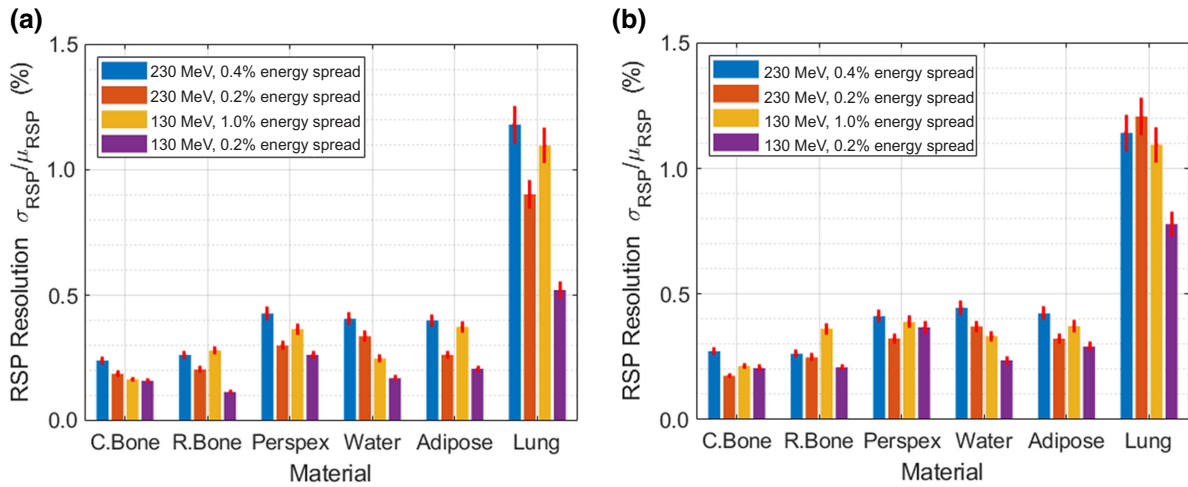 (a)
RSP Resolution σRSP/μRSP (%)
1.5
1.0
0.5
0.0
230 MeV, 0.4% energy spread
230 MeV, 0.2% energy spread
130 MeV, 1.0% energy spread
130 MeV, 0.2% energy spread
C.Bone R.Bone Perspex Water Adipose Lung
Material
(b)
RSP Resolution σRSP/μRSP (%)
1.5
1.0
0.5
0.0
230 MeV, 0.4% energy spread
230 MeV, 0.2% energy spread
130 MeV, 1.0% energy spread
130 MeV, 0.2% energy spread
C.Bone R.Bone Perspex Water Adipose Lung
Material